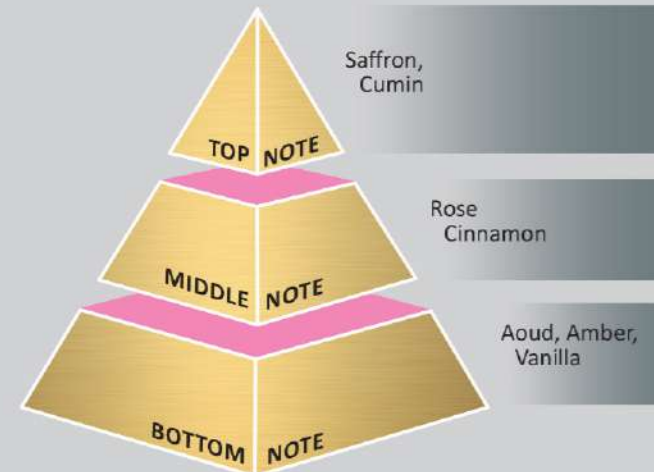 Saffron,
Cumin
TOP NOTE
Rose
Cinnamon
MIDDLE NOTE
Aoud, Amber,
Vanilla
BOTTOM NOTE